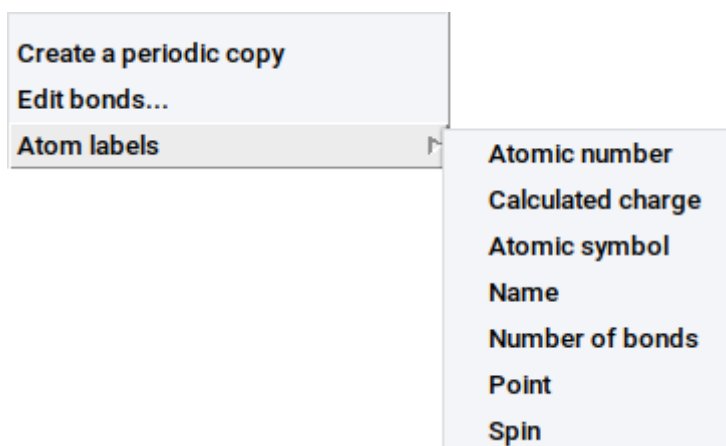 Create a periodic copy
Edit bonds...
Atom labels
Atomic number
Calculated charge
Atomic symbol
Name
Number of bonds
Point
Spin